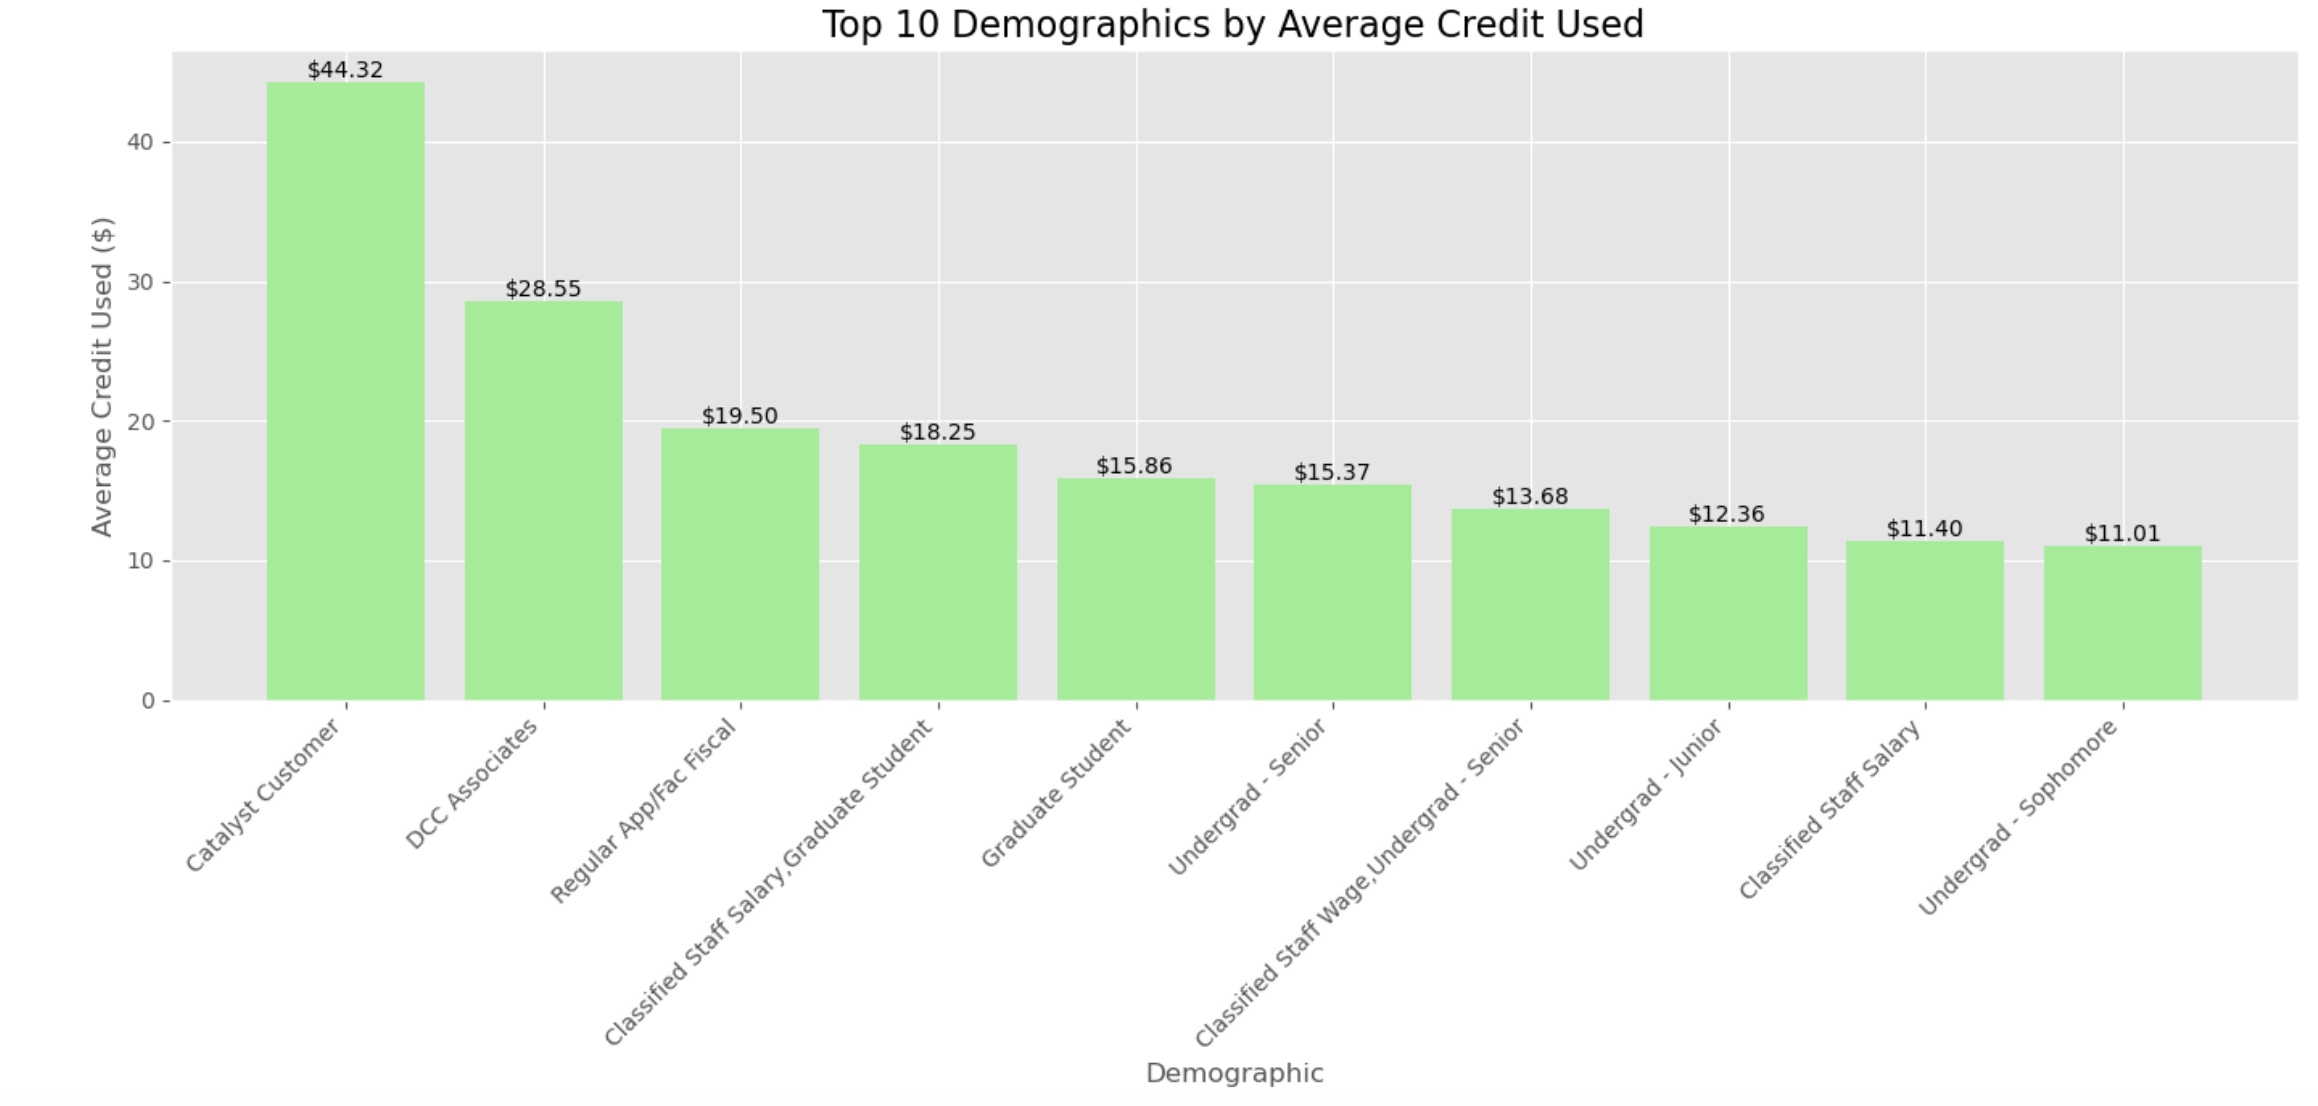 Top 10 Demographics by Average Credit Used
Average Credit Used ($)
40
30
20
10
0
$44.32
$28.55
$19.50
$18.25
$15.86
$15.37
$13.68
$12.36
$11.40
$11.01
Catalyst Customer
DCC Associates
Regular App/Fac Fiscal
Classified Staff Salary,Graduate Student
Graduate Student
Undergrad - Senior
Classified Staff Wage,Undergrad - Senior
Undergrad - Junior
Classified Staff Salary
Undergrad - Sophomore
Demographic